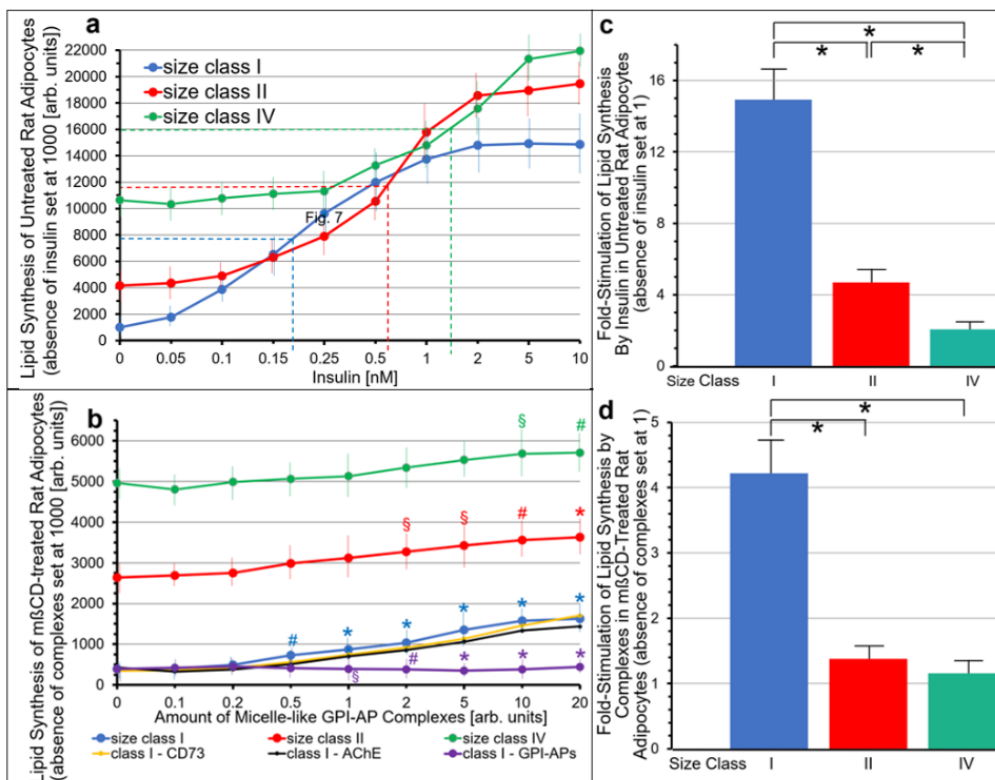 a
Lipid Synthesis of Untreated Rat Adipocytes
(absence of insulin set at 1000 [arb. units])
22000
20000
18000
16000
14000
12000
10000
8000
6000
4000
2000
0
size class I
size class II
size class IV
Fig. 7
0 0.05 0.1 0.15 0.25 0.5 1 2 5 10
Insulin [nM]
b
Lipid Synthesis of mßCD-treated Rat Adipocytes
(absence of complexes set at 1000 [arb. units])
6000
5000
4000
3000
2000
1000
0
§ #
§ § # *
# * * * * *
§ # * * *
0 0.1 0.2 0.5 1 2 5 10 20
Amount of Micelle-like GPI-AP Complexes [arb. units]
size class I size class II size class IV
class I - CD73 class I - AChE class I - GPI-APs
c
Fold-Stimulation of Lipid Synthesis
By Insulin in Untreated Rat Adipocytes
(absence of insulin set at 1)
16
12
8
4
0
*
* *
Size Class I II IV
d
Fold-Stimulation of Lipid Synthesis by
Complexes in mßCD-Treated Rat
Adipocytes (absence of complexes set at 1)
5
4
3
2
1
0
*
*
Size Class I II IV